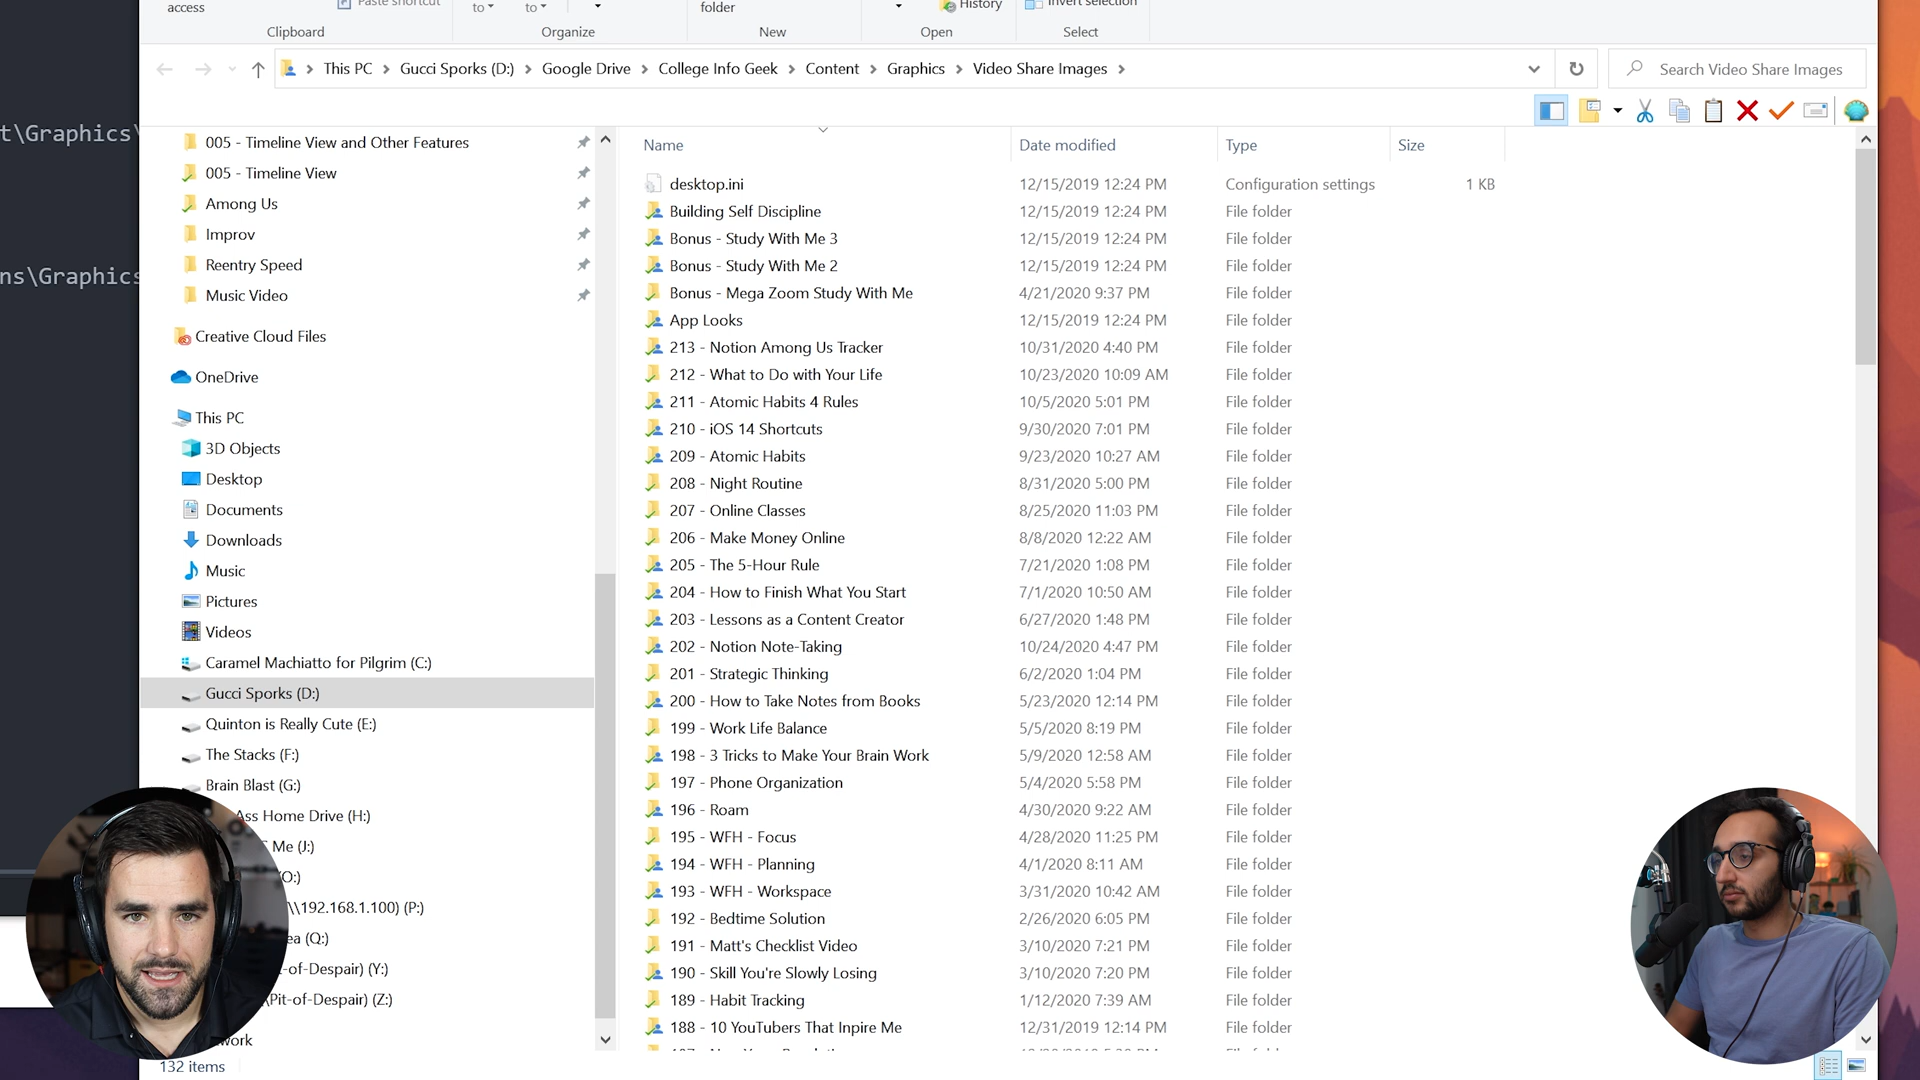 access
Paste shortcut
to
to
folder
History
Invert selection
Clipboard
Organize
New
Open
Select
This PC
Gucci Sporks (D:)
Google Drive
College Info Geek
Content
Graphics
Video Share Images
Search Video Share Images
t\Graphics\
ns\Graphics
005 - Timeline View and Other Features
005 - Timeline View
Among Us
Improv
Reentry Speed
Music Video
Creative Cloud Files
OneDrive
This PC
3D Objects
Desktop
Documents
Downloads
Music
Pictures
Videos
Caramel Machiatto for Pilgrim (C:)
Gucci Sporks (D:)
Quinton is Really Cute (E:)
The Stacks (F:)
Brain Blast (G:)
Ass Home Drive (H:)
Me (J:)
(O:)
\\192.168.1.100) (P:)
ea (Q:)
t-of-Despair) (Y:)
\Pit-of-Despair) (Z:)
work
132 items
Name Date modified Type Size
desktop.ini 12/15/2019 12:24 PM Configuration settings 1 KB
Building Self Discipline 12/15/2019 12:24 PM File folder
Bonus - Study With Me 3 12/15/2019 12:24 PM File folder
Bonus - Study With Me 2 12/15/2019 12:24 PM File folder
Bonus - Mega Zoom Study With Me 4/21/2020 9:37 PM File folder
App Looks 12/15/2019 12:24 PM File folder
213 - Notion Among Us Tracker 10/31/2020 4:40 PM File folder
212 - What to Do with Your Life 10/23/2020 10:09 AM File folder
211 - Atomic Habits 4 Rules 10/5/2020 5:01 PM File folder
210 - iOS 14 Shortcuts 9/30/2020 7:01 PM File folder
209 - Atomic Habits 9/23/2020 10:27 AM File folder
208 - Night Routine 8/31/2020 5:00 PM File folder
207 - Online Classes 8/25/2020 11:03 PM File folder
206 - Make Money Online 8/8/2020 12:22 AM File folder
205 - The 5-Hour Rule 7/21/2020 1:08 PM File folder
204 - How to Finish What You Start 7/1/2020 10:50 AM File folder
203 - Lessons as a Content Creator 6/27/2020 1:48 PM File folder
202 - Notion Note-Taking 10/24/2020 4:47 PM File folder
201 - Strategic Thinking 6/2/2020 1:04 PM File folder
200 - How to Take Notes from Books 5/23/2020 12:14 PM File folder
199 - Work Life Balance 5/5/2020 8:19 PM File folder
198 - 3 Tricks to Make Your Brain Work 5/9/2020 12:58 AM File folder
197 - Phone Organization 5/4/2020 5:58 PM File folder
196 - Roam 4/30/2020 9:22 AM File folder
195 - WFH - Focus 4/28/2020 11:25 PM File folder
194 - WFH - Planning 4/1/2020 8:11 AM File folder
193 - WFH - Workspace 3/31/2020 10:42 AM File folder
192 - Bedtime Solution 2/26/2020 6:05 PM File folder
191 - Matt's Checklist Video 3/10/2020 7:21 PM File folder
190 - Skill You're Slowly Losing 3/10/2020 7:20 PM File folder
189 - Habit Tracking 1/12/2020 7:39 AM File folder
188 - 10 YouTubers That Inpire Me 12/31/2019 12:14 PM File folder